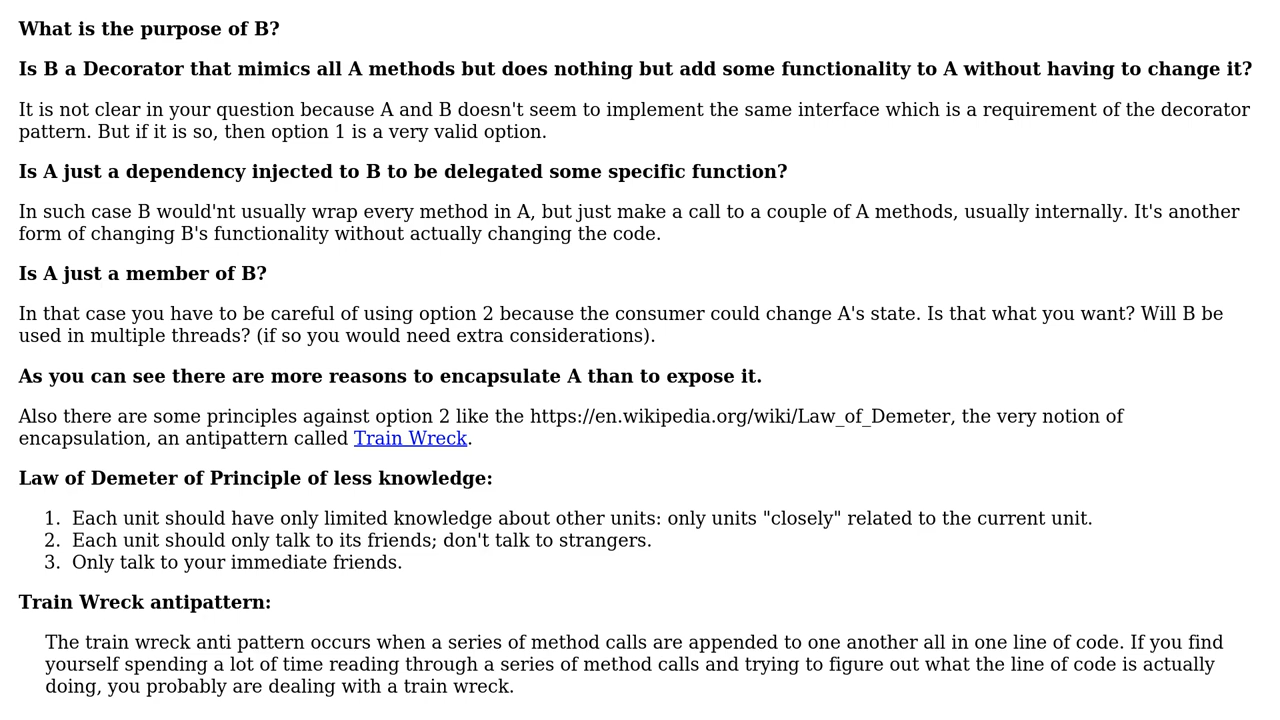 What is the purpose of B?
Is B a Decorator that mimics all A methods but does nothing but add some functionality to A without having to change it?
It is not clear in your question because A and B doesn't seem to implement the same interface which is a requirement of the decorator
pattern. But if it is so, then option 1 is a very valid option.
Is A just a dependency injected to B to be delegated some specific function?
In such case B would'nt usually wrap every method in A, but just make a call to a couple of A methods, usually internally. It's another
form of changing B's functionality without actually changing the code.
Is A just a member of B?
In that case you have to be careful of using option 2 because the consumer could change A's state. Is that what you want? Will B be
used in multiple threads? (if so you would need extra considerations).
As you can see there are more reasons to encapsulate A than to expose it.
Also there are some principles against option 2 like the https://en.wikipedia.org/wiki/Law_of_Demeter, the very notion of
encapsulation, an antipattern called Train Wreck.
Law of Demeter of Principle of less knowledge:
1. Each unit should have only limited knowledge about other units: only units "closely" related to the current unit.
2. Each unit should only talk to its friends; don't talk to strangers.
3. Only talk to your immediate friends.
Train Wreck antipattern:
The train wreck anti pattern occurs when a series of method calls are appended to one another all in one line of code. If you find
yourself spending a lot of time reading through a series of method calls and trying to figure out what the line of code is actually
doing, you probably are dealing with a train wreck.